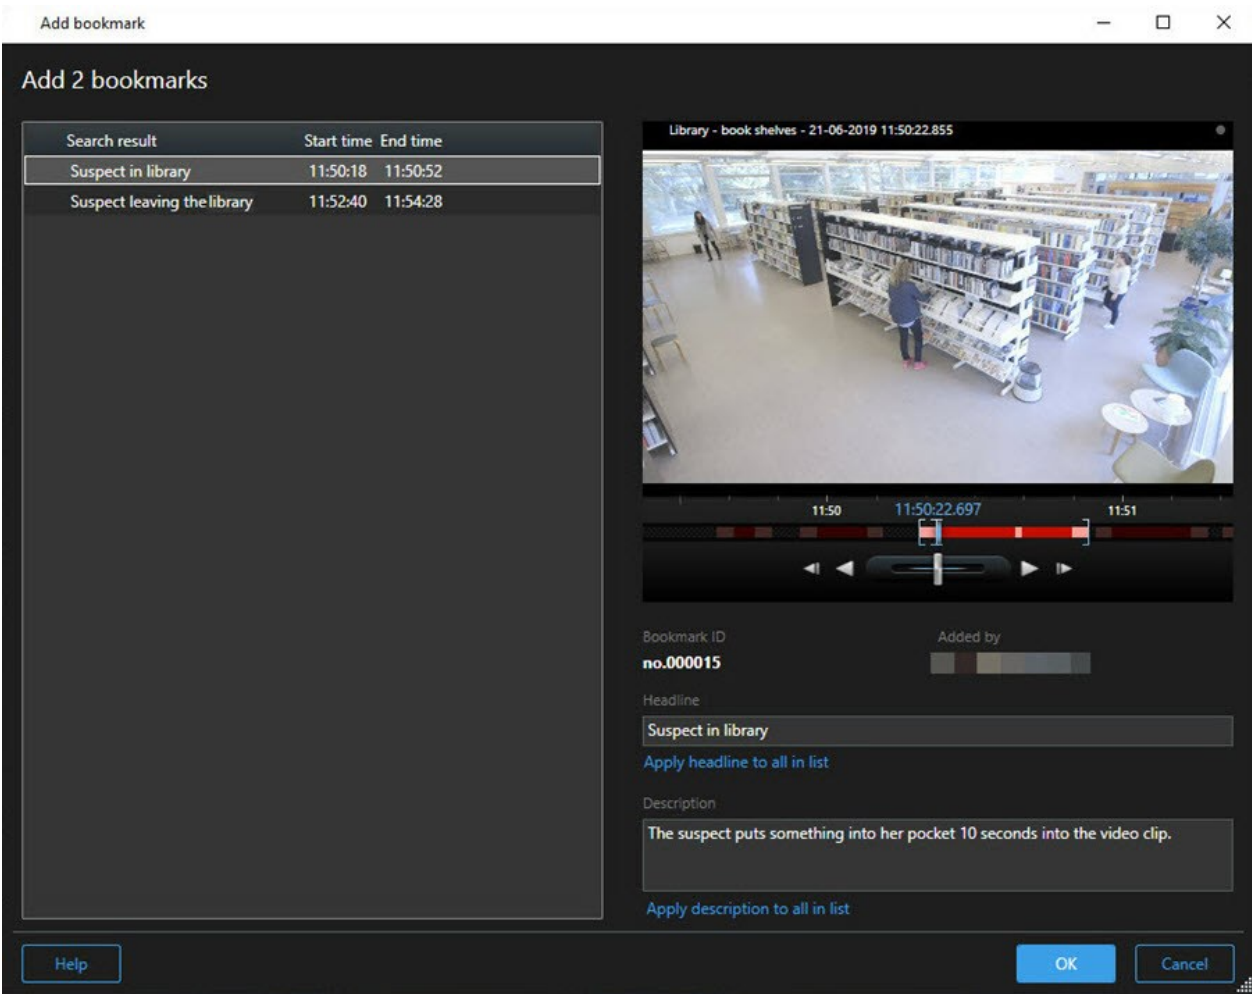 Add bookmark
Add 2 bookmarks
Search result Start time End time
Suspect in library 11:50:18 11:50:52
Suspect leaving the library 11:52:40 11:54:28
Library - book shelves - 21-06-2019 11:50:22.855
11:50 11:50:22.697 11:51
Bookmark ID Added by
no.000015
Headline
Suspect in library
Apply headline to all in list
Description
The suspect puts something into her pocket 10 seconds into the video clip.
Apply description to all in list
Help OK Cancel